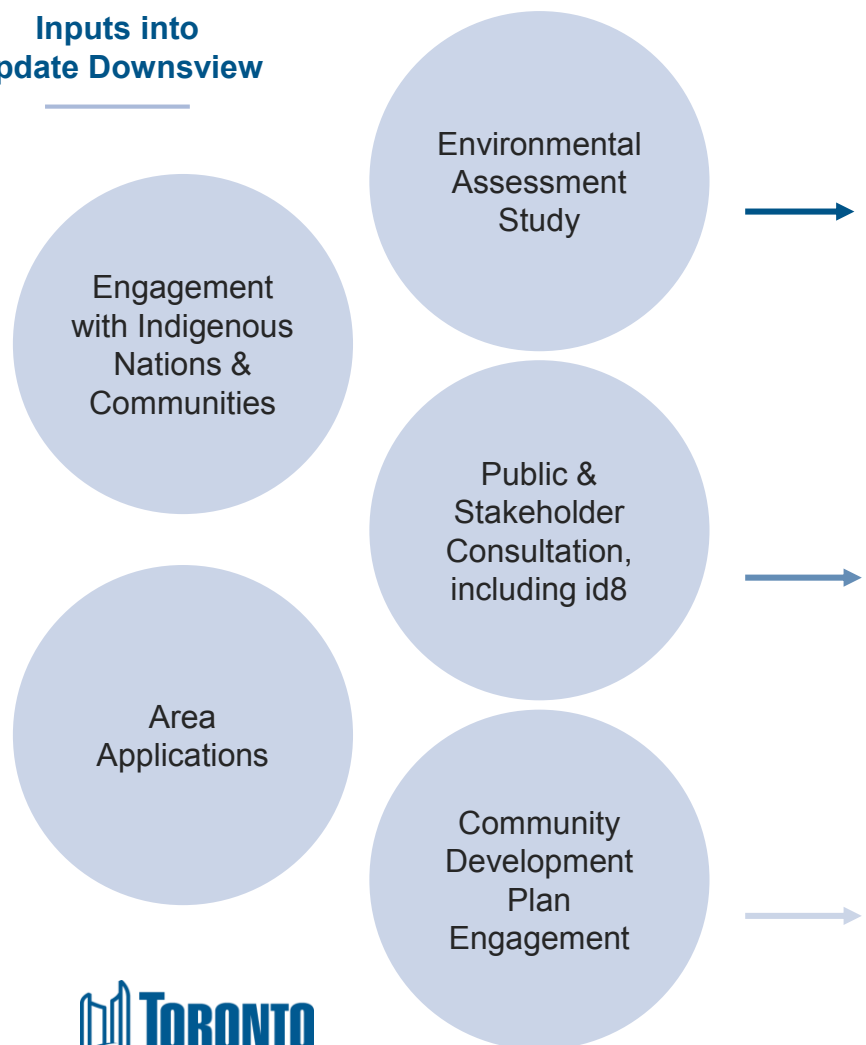 Inputs into
pdate Downsview
Environmental
Assessment
Study
Engagement
with Indigenous
Nations &
Communities
Public &
Stakeholder
Consultation,
including id8
Area
Applications
Community
Development
Plan
Engagement
TORONTO